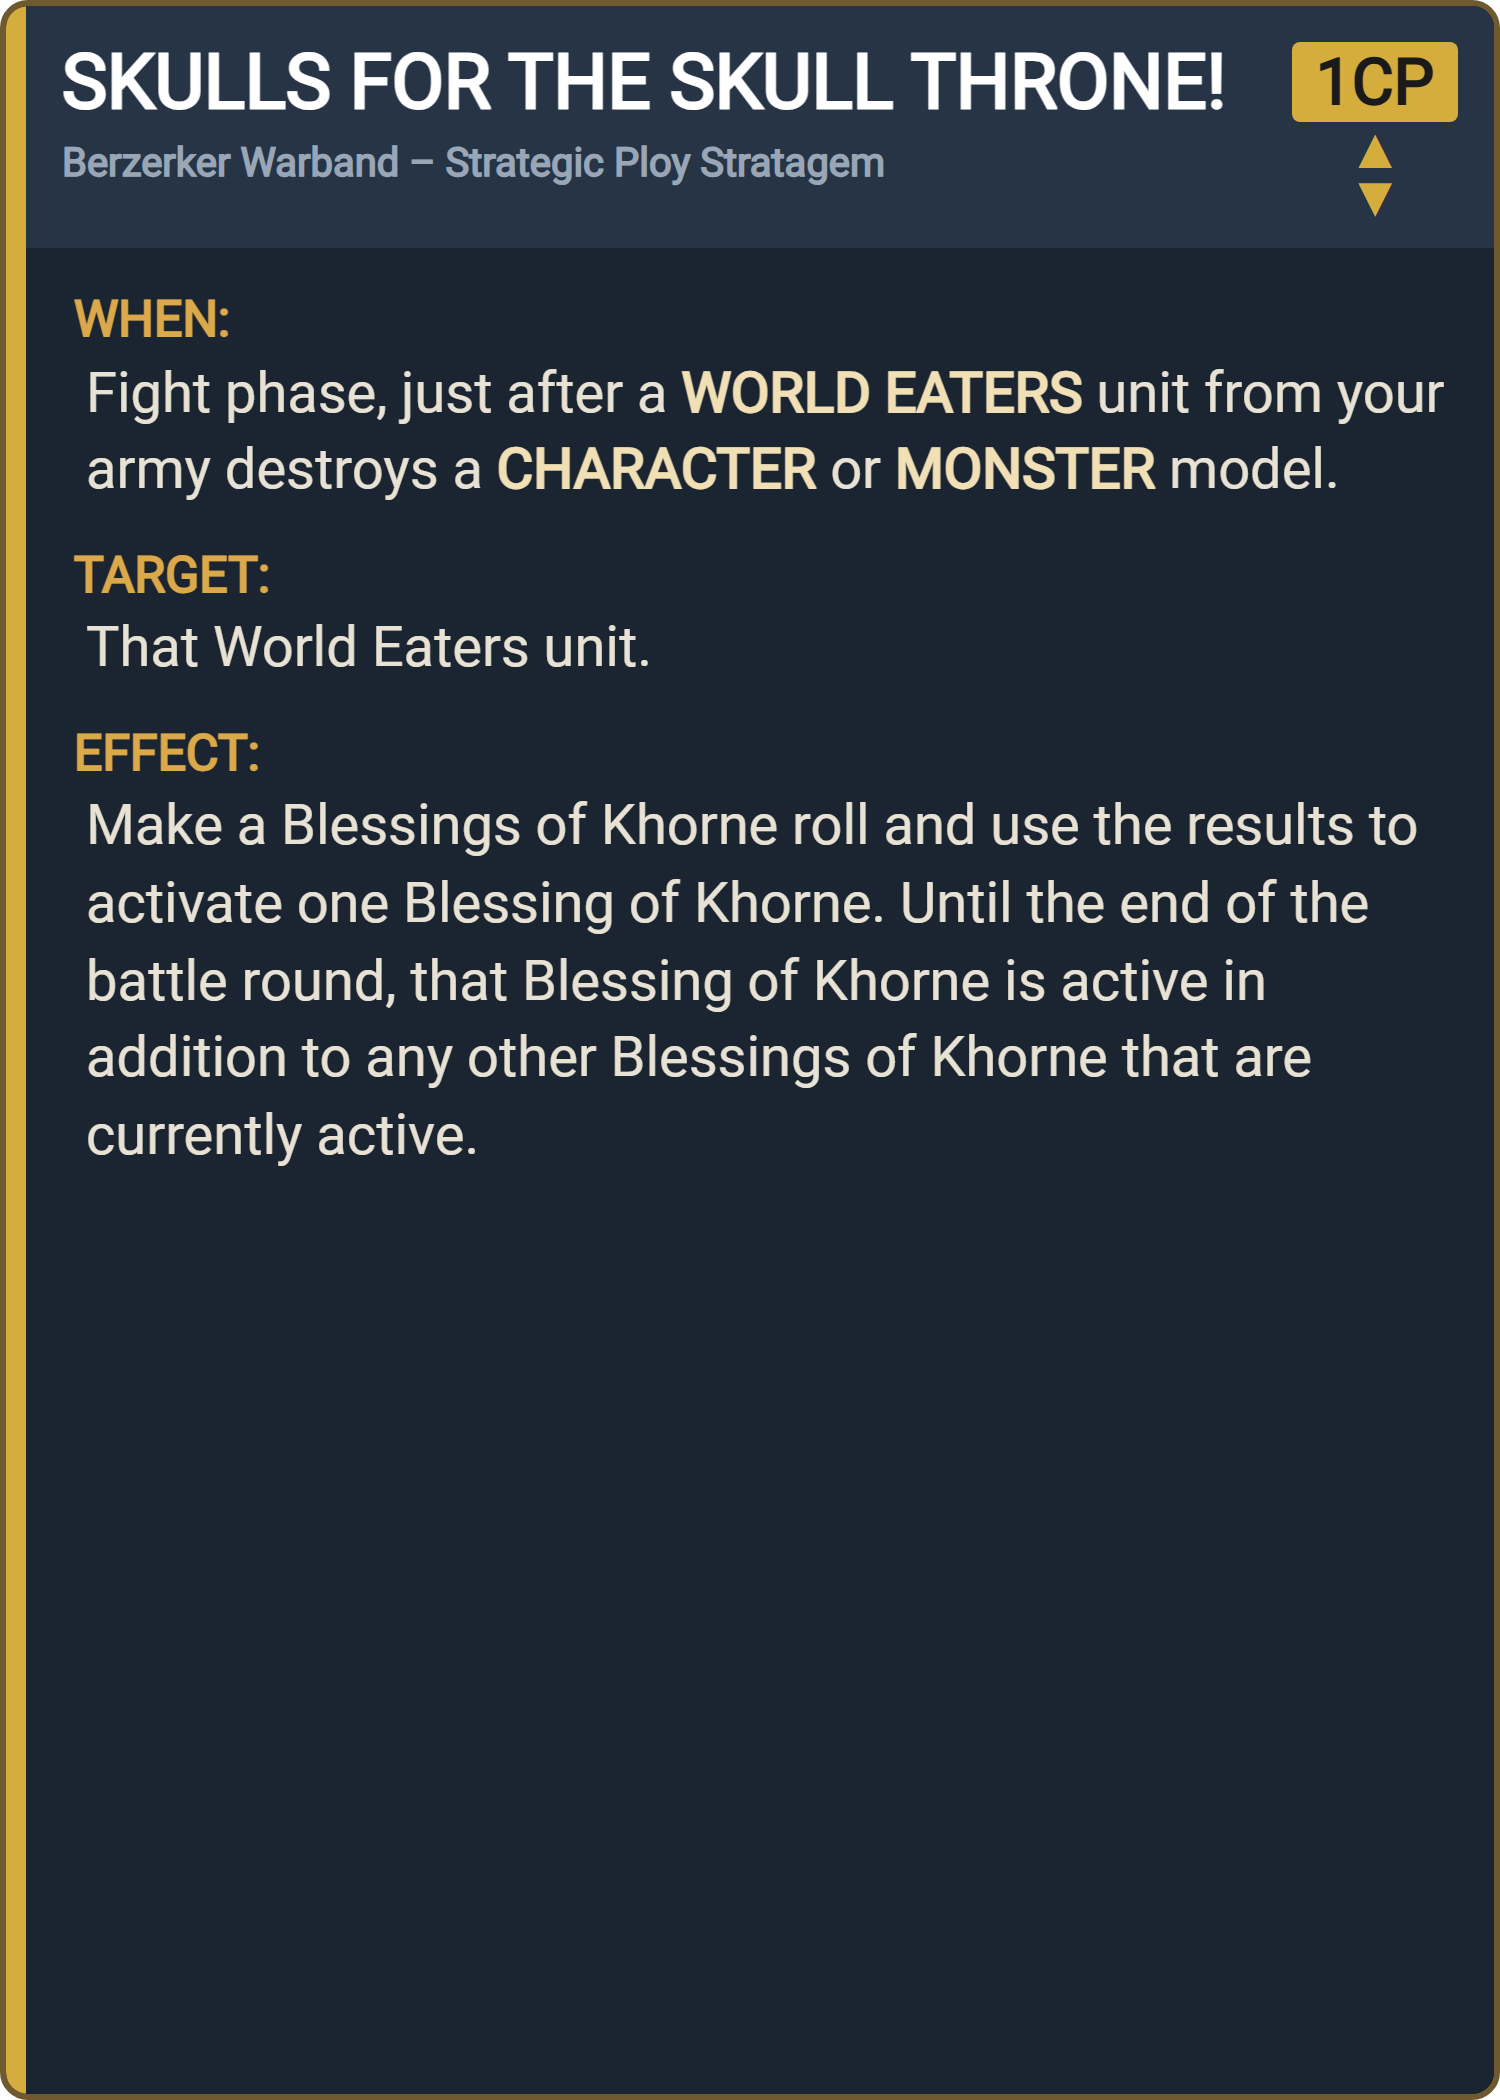 SKULLS FOR THE SKULL THRONE!
1CP
Berzerker Warband – Strategic Ploy Stratagem
WHEN:
Fight phase, just after a WORLD EATERS unit from your
army destroys a CHARACTER or MONSTER model.
TARGET:
That World Eaters unit.
EFFECT:
Make a Blessings of Khorne roll and use the results to
activate one Blessing of Khorne. Until the end of the
battle round, that Blessing of Khorne is active in
addition to any other Blessings of Khorne that are
currently active.